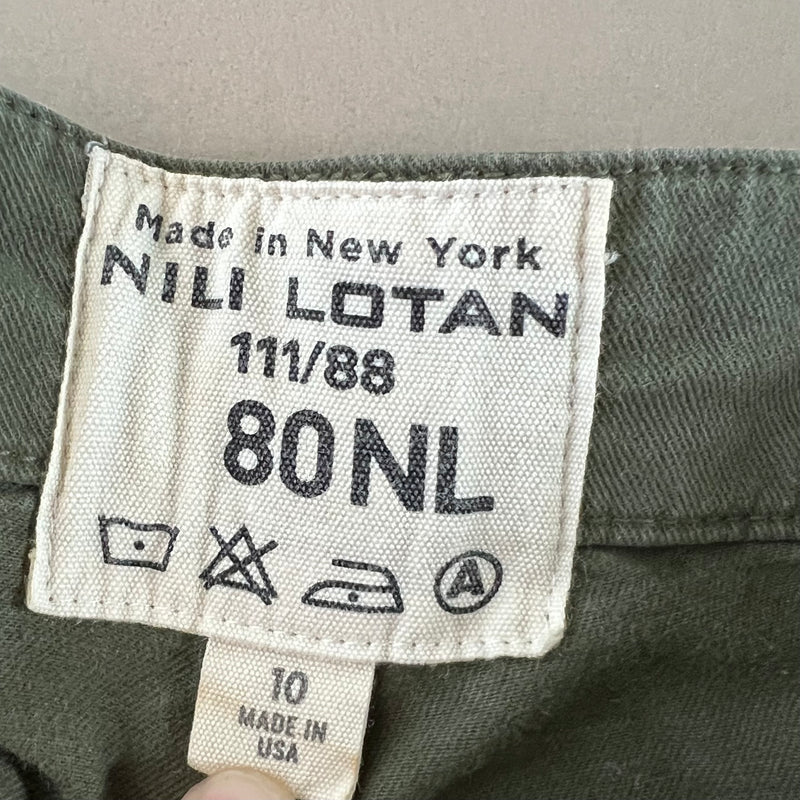 Made in New York
NILI LOTAN
111/88
80NL
A
10
MADE IN
USA